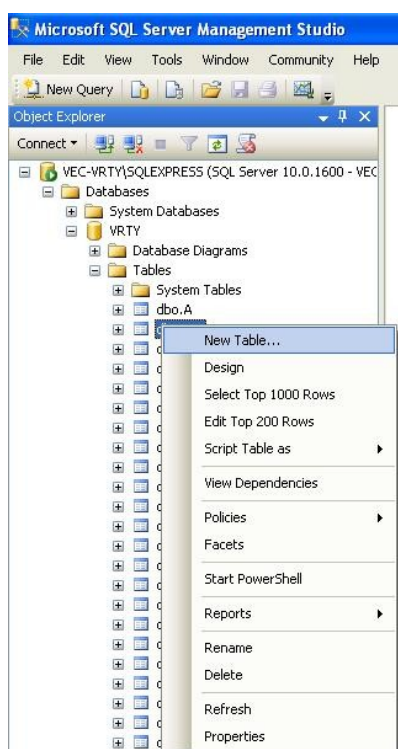 Microsoft SQL Server Management Studio
File Edit View Tools Window Community Help
New Query
Object Explorer
Connect
VEC-VRTY\SQLEXPRESS (SQL Server 10.0.1600 - VEC
Databases
System Databases
VRTY
Database Diagrams
Tables
System Tables
dbo.A
New Table...
Design
Select Top 1000 Rows
Edit Top 200 Rows
Script Table as
View Dependencies
Policies
Facets
Start PowerShell
Reports
Rename
Delete
Refresh
Properties